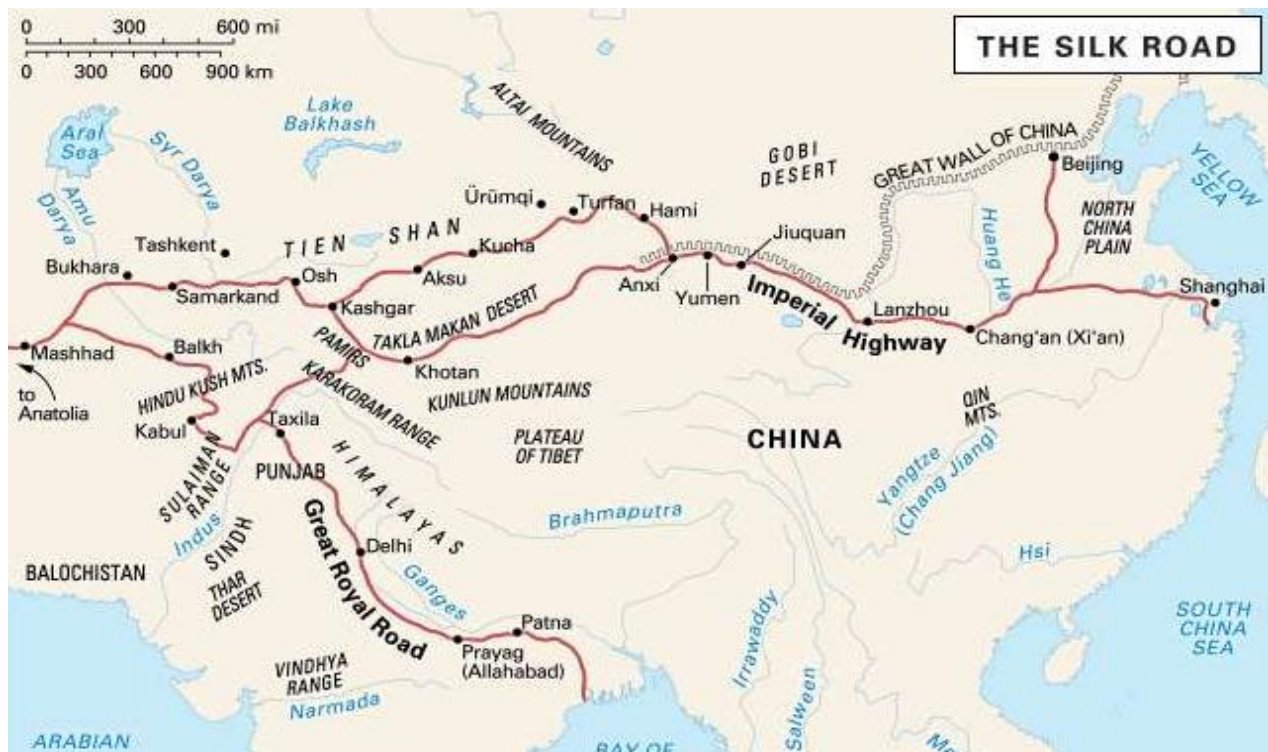 0 300 600 mi
0 300 600 900 km
THE SILK ROAD
Aral
Sea
Syr Darya
Lake
Balkhash
ALTAI MOUNTAINS
GOBI
DESERT
GREAT WALL OF CHINA
Beijing
YELLOW
SEA
Amu
Darya
Ürümqi
Turfan
Hami
Huang He
NORTH
CHINA
PLAIN
Tashkent
TIEN SHAN
Kucha
Jiuquan
Bukhara
Samarkand
Osh
Aksu
Anxi
Yumen
Imperial
Highway
Shanghai
Kashgar
TAKLA MAKAN DESERT
Lanzhou
Chang'an (Xi'an)
Mashhad
to
Anatolia
Balkh
PAMIRS
Khotan
HINDU KUSH MTS.
KARAKORAM RANGE
KUNLUN MOUNTAINS
QIN
MTS.
Kabul
Taxila
PLATEAU
OF TIBET
CHINA
SULAIMAN
RANGE
PUNJAB
HIMALAYAS
Yangtze
(Chang Jiang)
Indus
SINDH
Great Royal Road
Brahmaputra
Delhi
Hsi
BALOCHISTAN
THAR
DESERT
Ganges
Irrawaddy
SOUTH
CHINA
SEA
Patna
Prayag
(Allahabad)
VINDHYA
RANGE
Narmada
Salween
ARABIAN
BAY OF